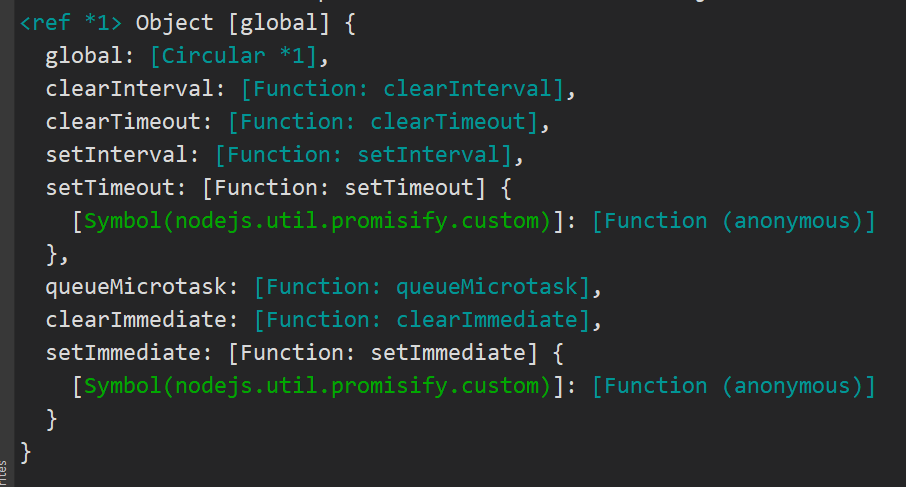 <ref *1> Object [global] {
  global: [Circular *1],
  clearInterval: [Function: clearInterval],
  clearTimeout: [Function: clearTimeout],
  setInterval: [Function: setInterval],
  setTimeout: [Function: setTimeout] {
    [Symbol(nodejs.util.promisify.custom)]: [Function (anonymous)]
  },
  queueMicrotask: [Function: queueMicrotask],
  clearImmediate: [Function: clearImmediate],
  setImmediate: [Function: setImmediate] {
    [Symbol(nodejs.util.promisify.custom)]: [Function (anonymous)]
  }
}